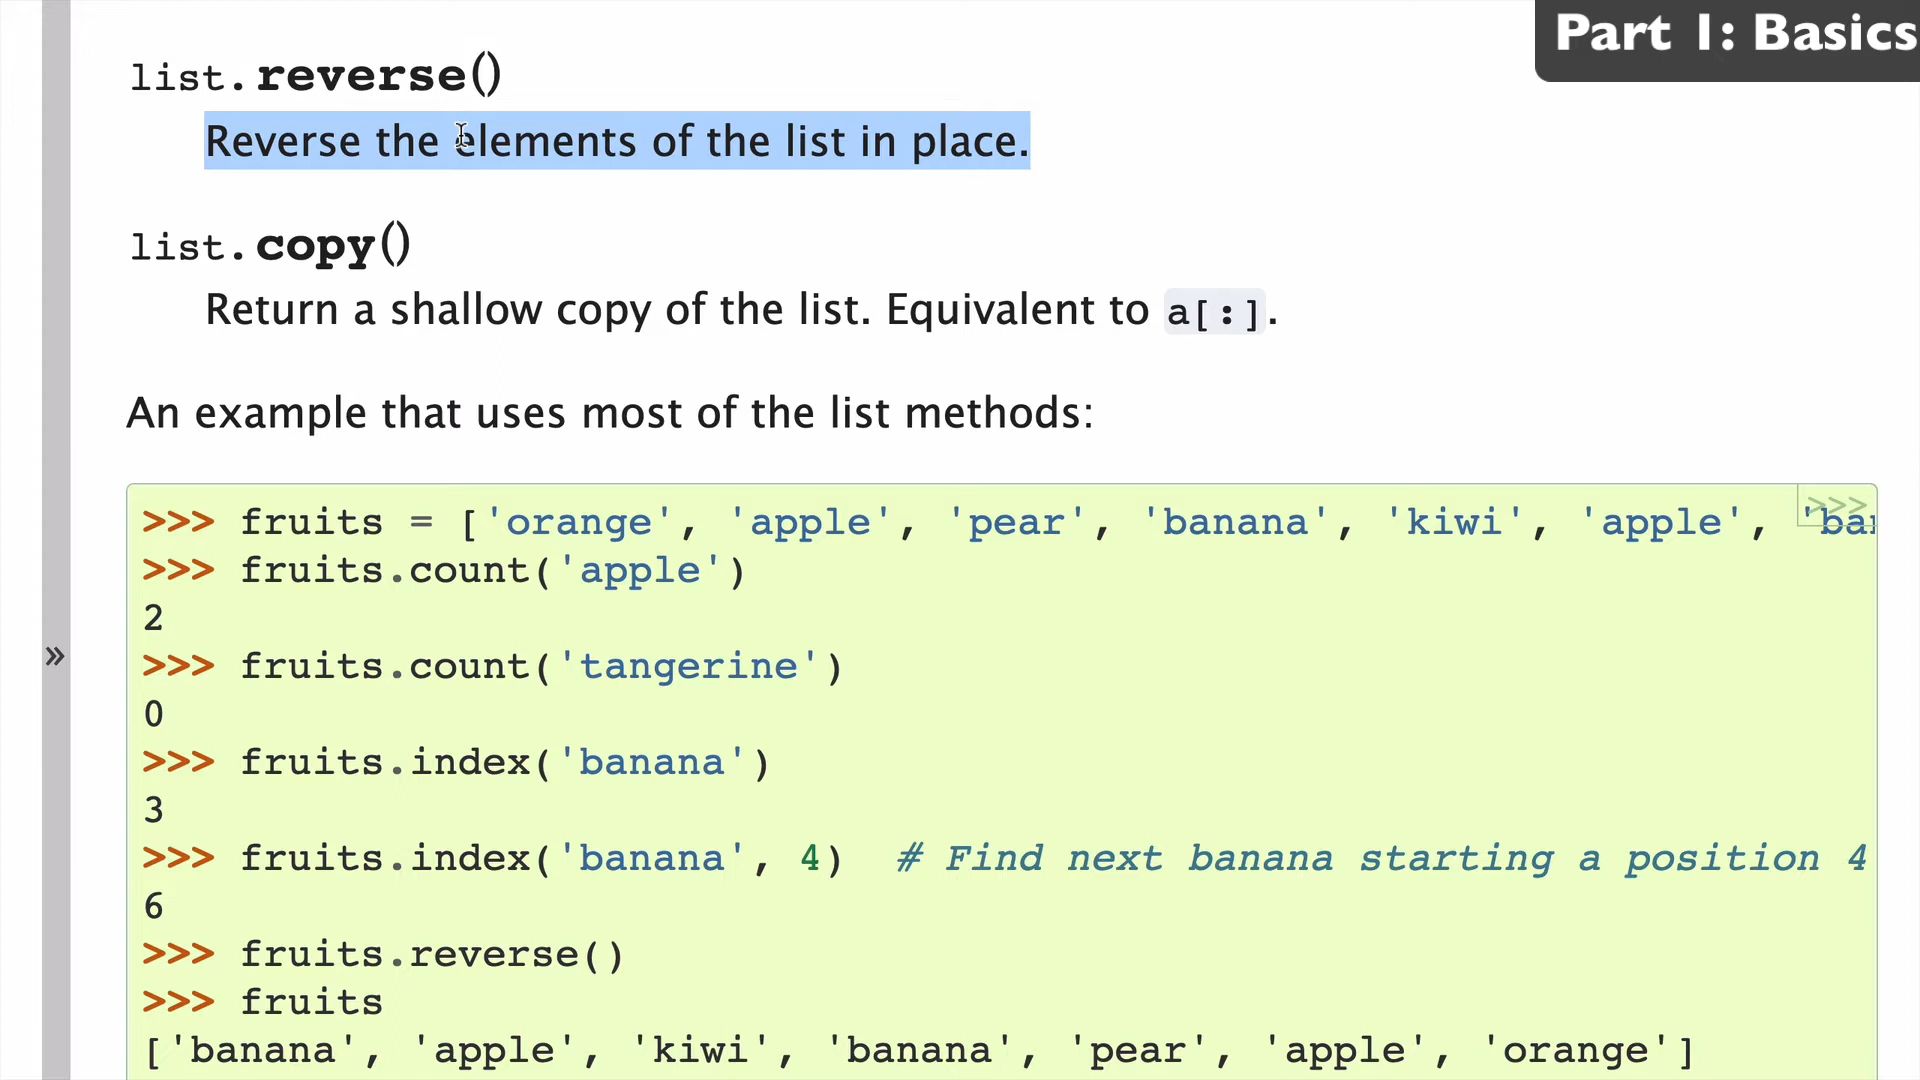 Part 1: Basics
list.reverse()
Reverse the elements of the list in place.
list.copy()
Return a shallow copy of the list. Equivalent to a[:].
An example that uses most of the list methods:
>>>
>>> fruits = ['orange', 'apple', 'pear', 'banana', 'kiwi', 'apple', 'ban
>>> fruits.count('apple')
2
>>> fruits.count('tangerine')
0
>>> fruits.index('banana')
3
>>> fruits.index('banana', 4)  # Find next banana starting a position 4
6
>>> fruits.reverse()
>>> fruits
['banana', 'apple', 'kiwi', 'banana', 'pear', 'apple', 'orange']
»